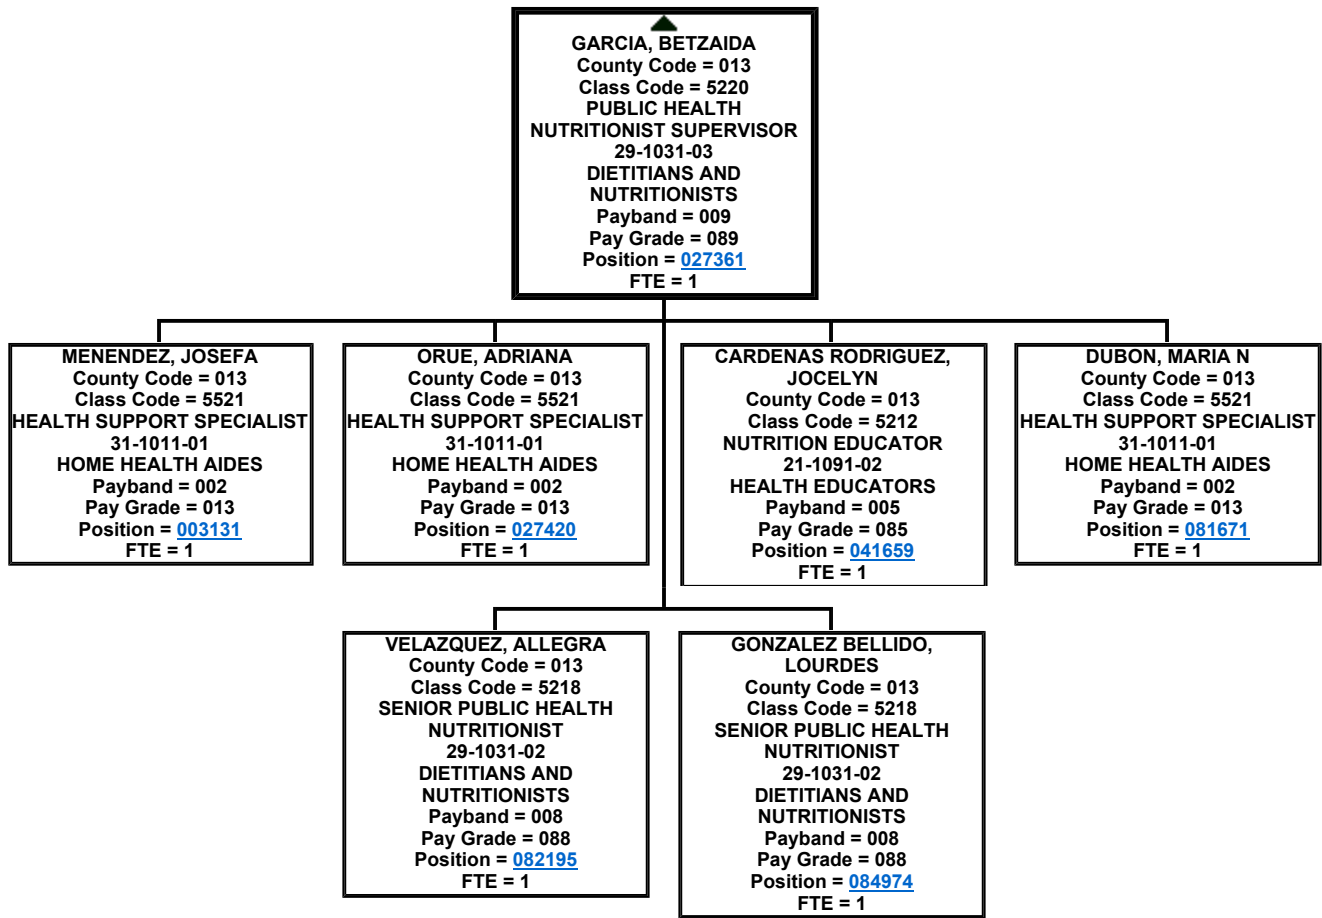 GARCIA, BETZAIDA
County Code = 013
Class Code = 5220
PUBLIC HEALTH
NUTRITIONIST SUPERVISOR
29-1031-03
DIETITIANS AND
NUTRITIONISTS
Payband = 009
Pay Grade = 089
Position = 027361
FTE = 1
MENENDEZ, JOSEFA
County Code = 013
Class Code = 5521
HEALTH SUPPORT SPECIALIST
31-1011-01
HOME HEALTH AIDES
Payband = 002
Pay Grade = 013
Position = 003131
FTE = 1
ORUE, ADRIANA
County Code = 013
Class Code = 5521
HEALTH SUPPORT SPECIALIST
31-1011-01
HOME HEALTH AIDES
Payband = 002
Pay Grade = 013
Position = 027420
FTE = 1
CARDENAS RODRIGUEZ,
JOCELYN
County Code = 013
Class Code = 5212
NUTRITION EDUCATOR
21-1091-02
HEALTH EDUCATORS
Payband = 005
Pay Grade = 085
Position = 041659
FTE = 1
DUBON, MARIA N
County Code = 013
Class Code = 5521
HEALTH SUPPORT SPECIALIST
31-1011-01
HOME HEALTH AIDES
Payband = 002
Pay Grade = 013
Position = 081671
FTE = 1
VELAZQUEZ, ALLEGRA
County Code = 013
Class Code = 5218
SENIOR PUBLIC HEALTH
NUTRITIONIST
29-1031-02
DIETITIANS AND
NUTRITIONISTS
Payband = 008
Pay Grade = 088
Position = 082195
FTE = 1
GONZALEZ BELLIDO,
LOURDES
County Code = 013
Class Code = 5218
SENIOR PUBLIC HEALTH
NUTRITIONIST
29-1031-02
DIETITIANS AND
NUTRITIONISTS
Payband = 008
Pay Grade = 088
Position = 084974
FTE = 1